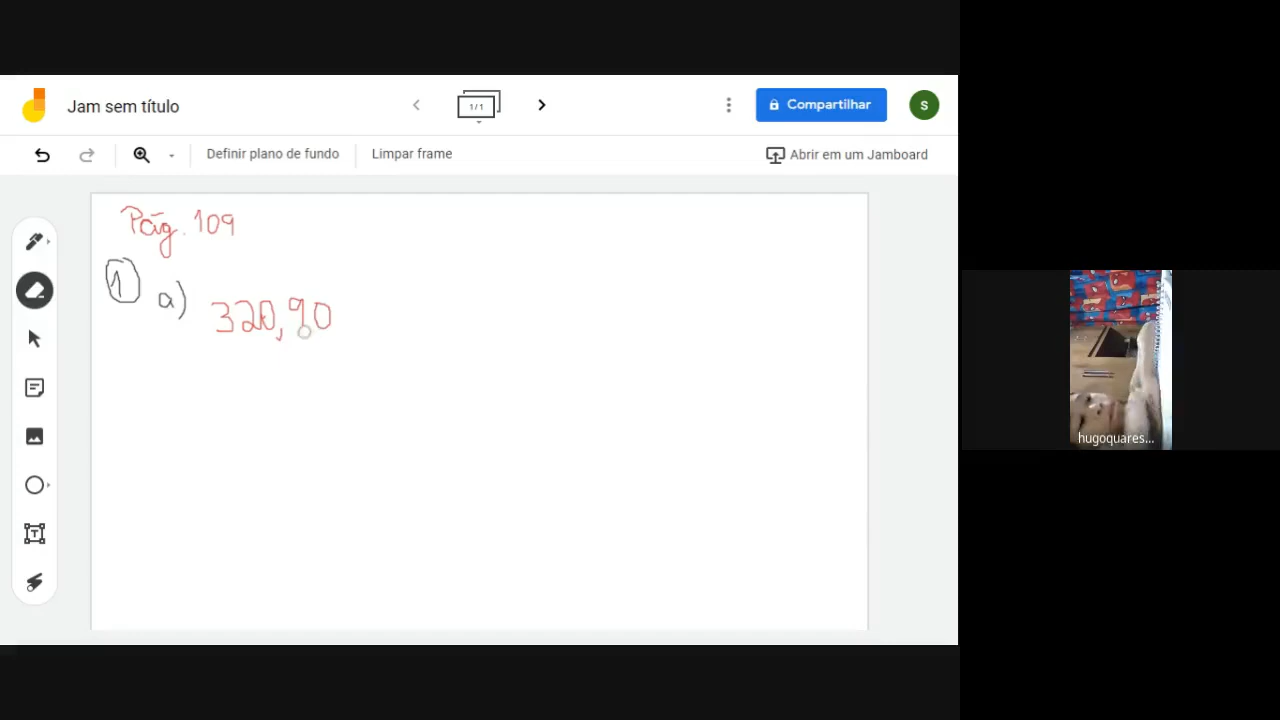 Jam sem título
1/1
Compartilhar
S
Definir plano de fundo
Limpar frame
Abrir em um Jamboard
Pág. 109
1 a) 320,90
hugoquares...